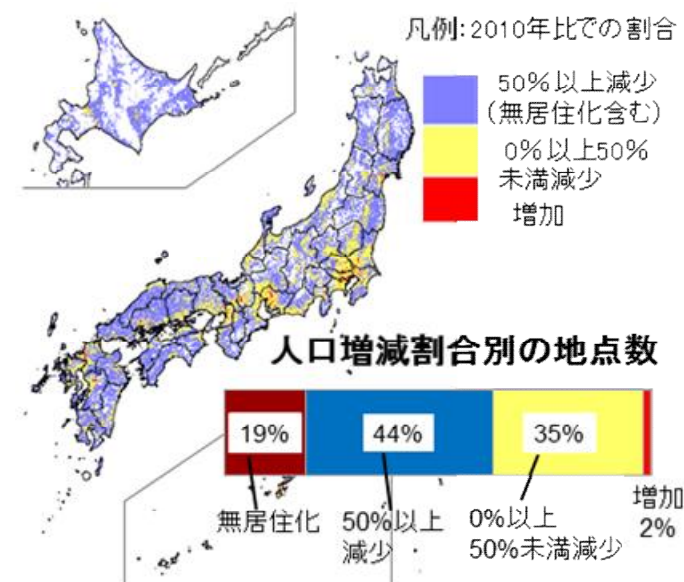 凡例:2010年比での割合
50%以上減少
(無居住化含む)
0%以上50%
未満減少
増加
人口増減割合別の地点数
19%
44%
35%
無居住化
50%以上
減少
0%以上
50%未満減少
増加
2%